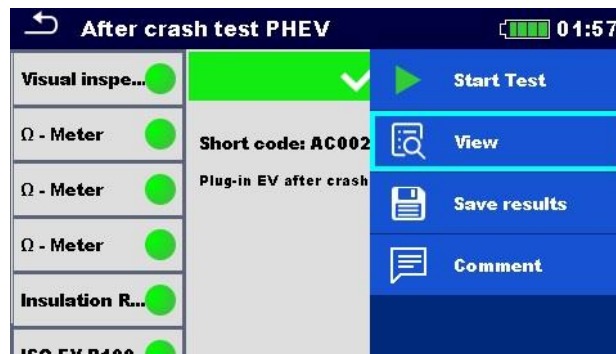 After crash test PHEV
01:57
Visual inspe...
Ω - Meter
Ω - Meter
Ω - Meter
Insulation R...
Short code: AC002
Plug-in EV after crash
Start Test
View
Save results
Comment